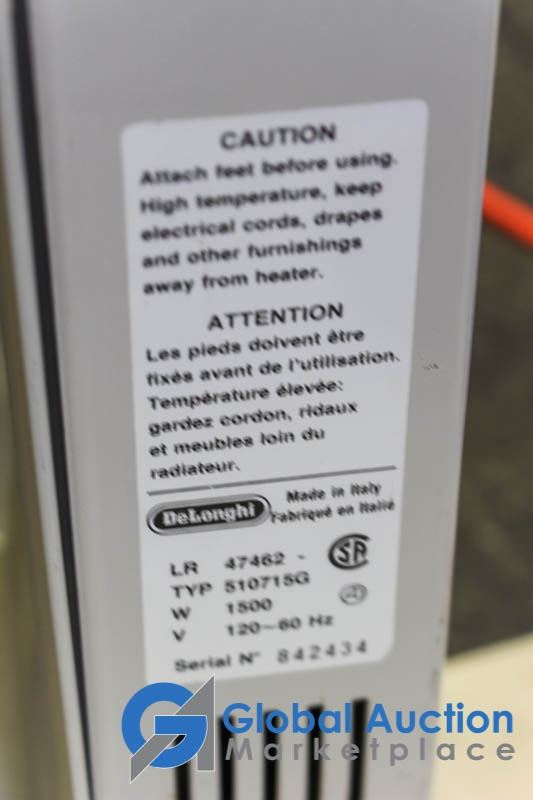 CAUTION
Attach feet before using.
High temperature, keep
electrical cords, drapes
and other furnishings
away from heater.
ATTENTION
Les pieds doivent être
fixés avant de l'utilisation.
Température élevée:
gardez cordon, ridaux
et meubles loin du
radiateur.
DeLonghi
Made in Italy
Fabriqué en Italié
LR 47462 -
TYP 510715G
W 1500
V 120~60 Hz
Serial N° 842434
Global Auction
Marketplace